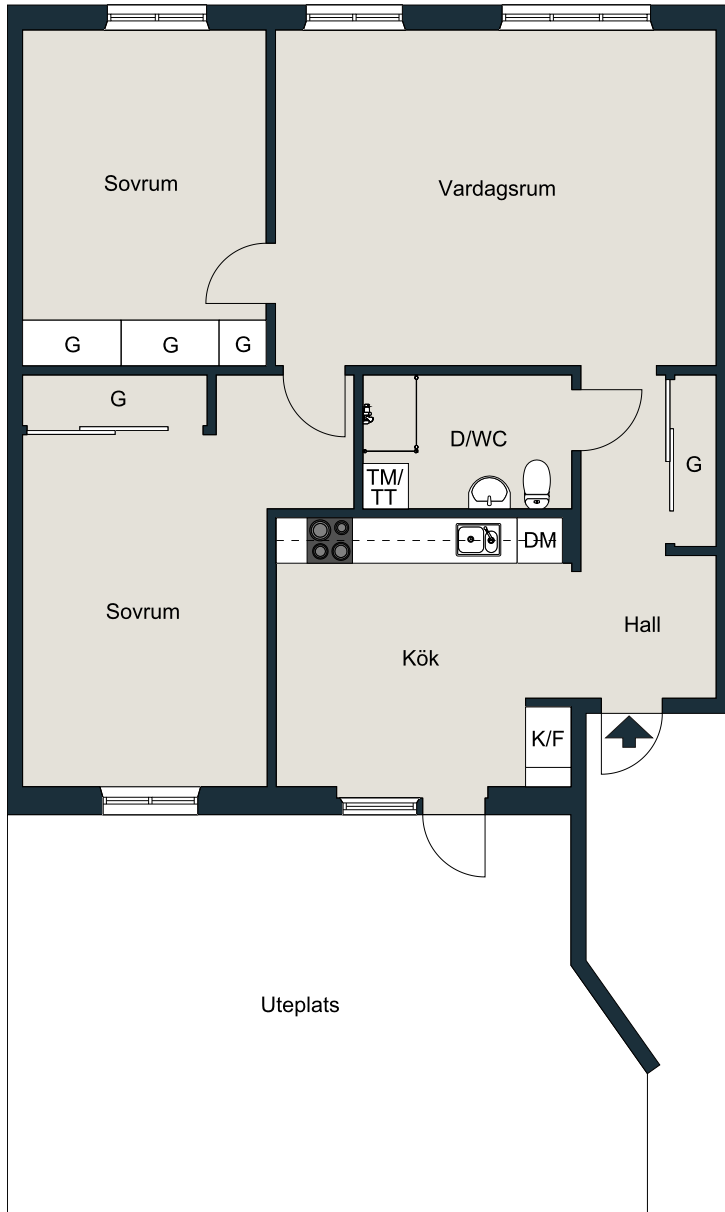 Sovrum
Vardagsrum
G
G
G
G
D/WC
G
TM/
TT
DM
Sovrum
Hall
Kök
K/F
Uteplats